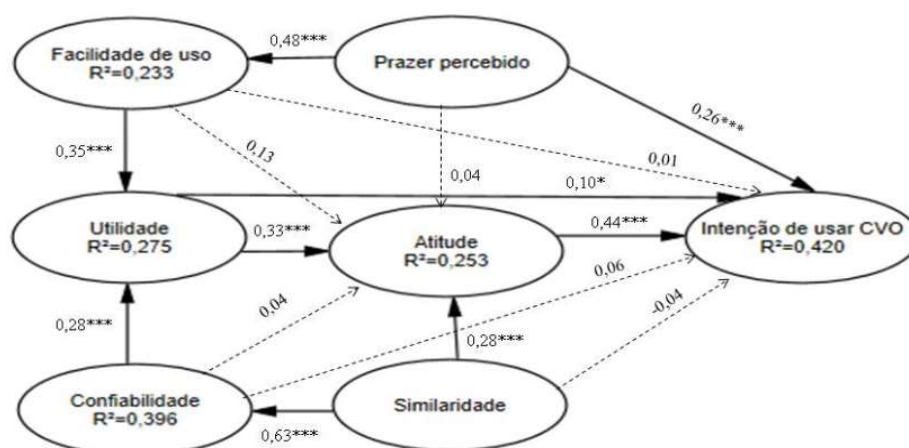 Facilidade de uso
R²=0,233
0,48***
Prazer percebido
0,26***
0,35***
0,13
0,04
0,01
0,10*
Utilidade
R²=0,275
0,33***
Atitude
R²=0,253
0,44***
Intenção de usar CVO
R²=0,420
0,28***
0,04
0,06
-0,04
0,28***
Confiabilidade
R²=0,396
0,63***
Similaridade